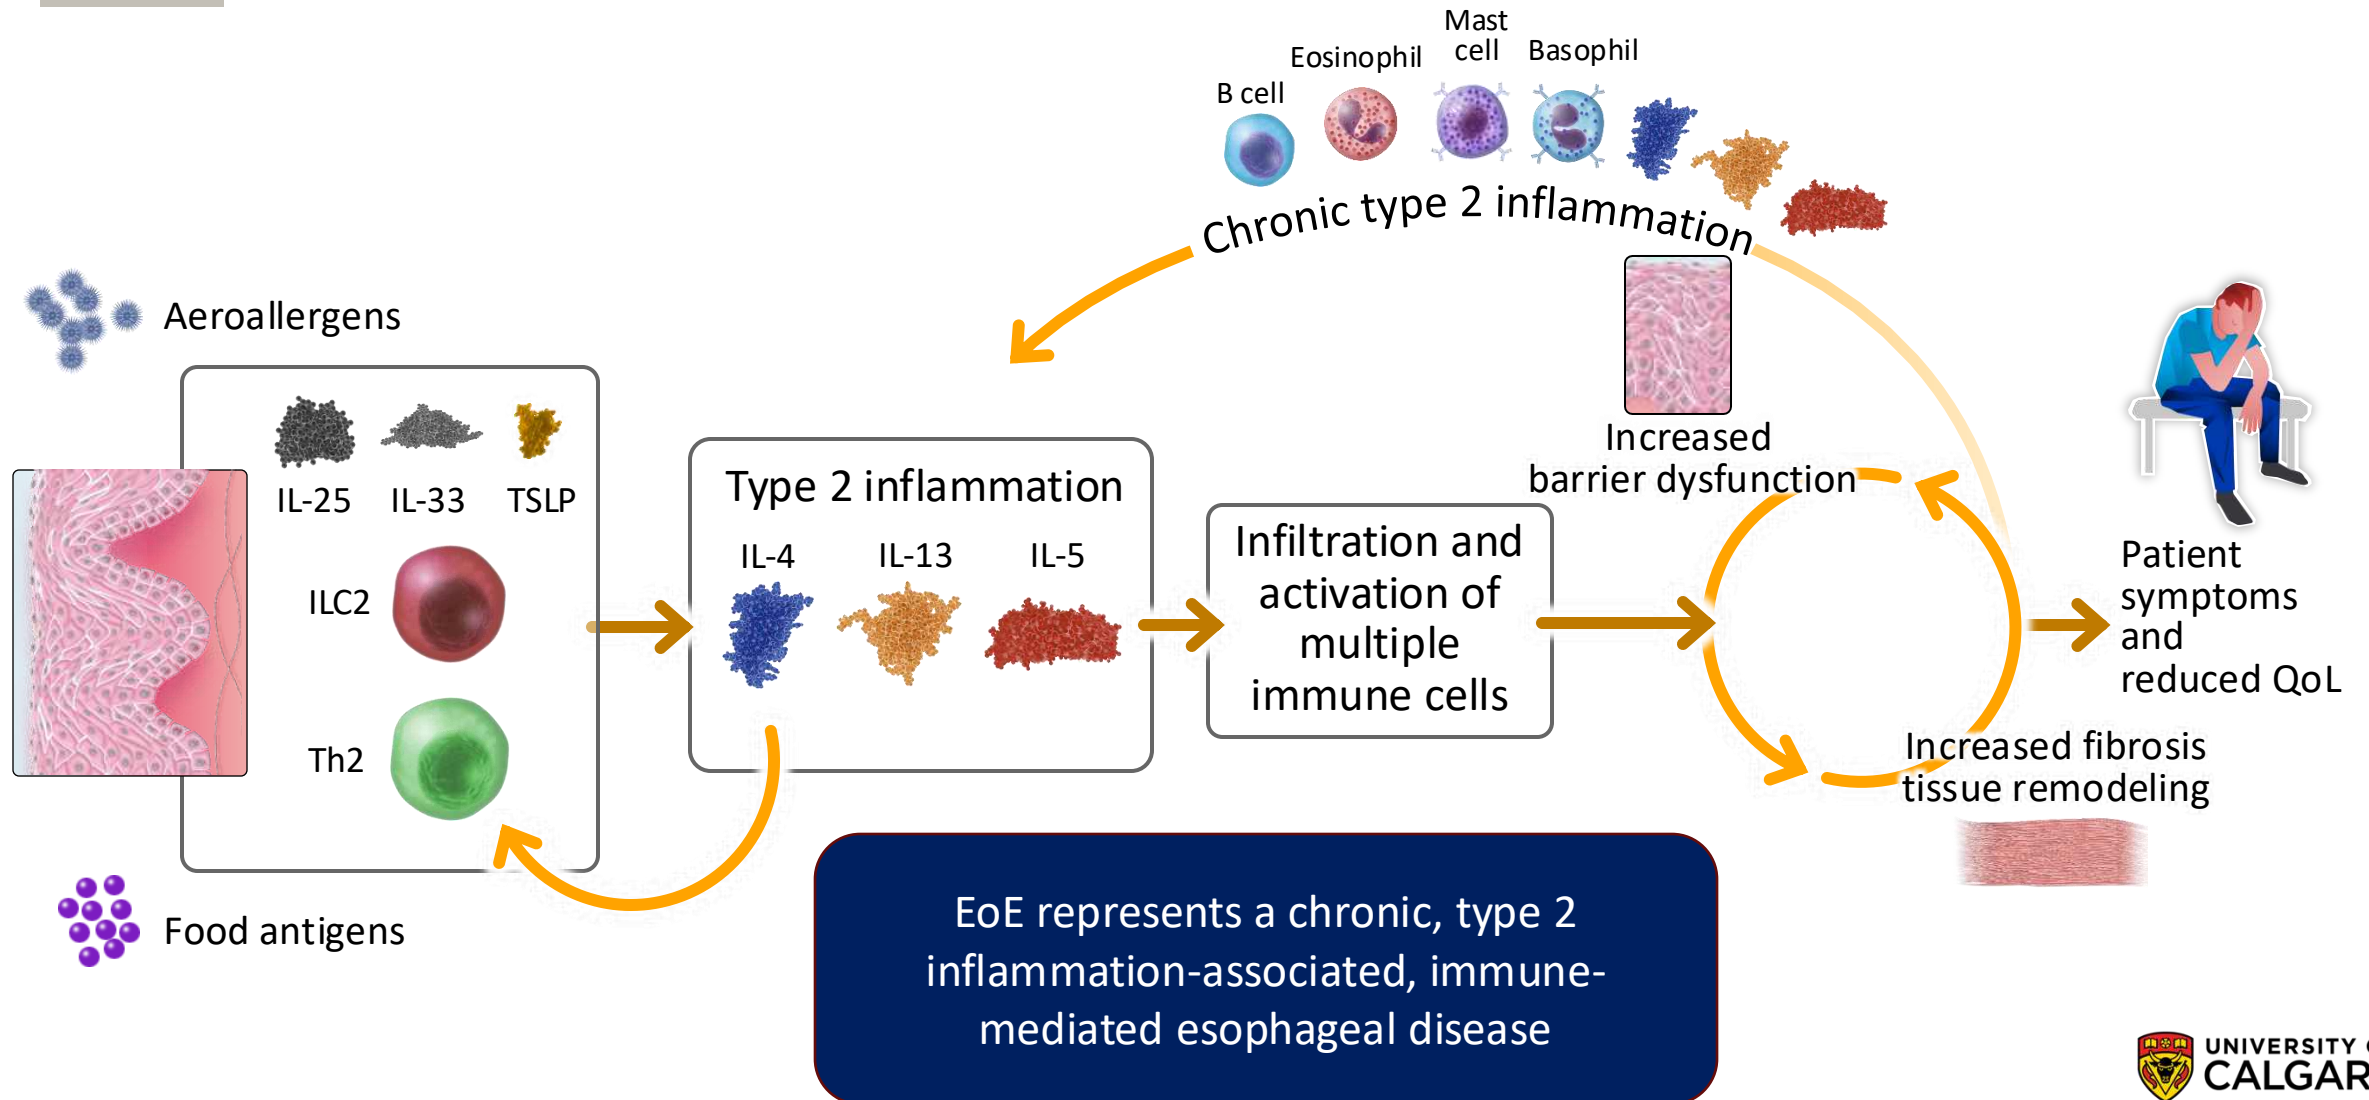 Mast
cell
Eosinophil
Basophil
B cell
Chronic type 2 inflammation
Aeroallergens
IL-25
IL-33
TSLP
ILC2
Th2
Food antigens
Type 2 inflammation
IL-4
IL-13
IL-5
Infiltration and
activation of
multiple
immune cells
Increased
barrier dysfunction
Increased fibrosis
tissue remodeling
Patient
symptoms
and
reduced QoL
EoE represents a chronic, type 2
inflammation-associated, immune-
mediated esophageal disease
UNIVERSITY
CALGAR